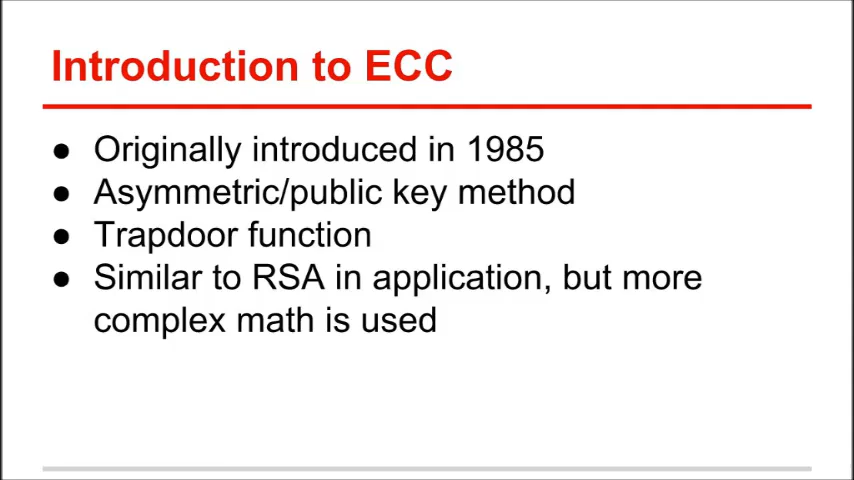 Introduction to ECC
● Originally introduced in 1985
● Asymmetric/public key method
● Trapdoor function
● Similar to RSA in application, but more
complex math is used